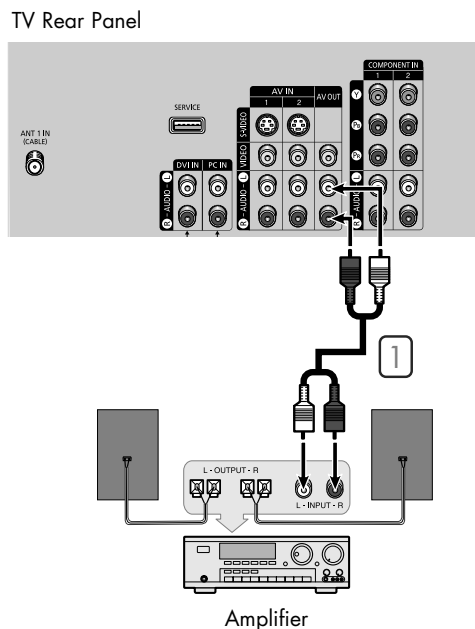 TV Rear Panel
COMPONENT IN
1 2
AV IN
1 2
AV OUT
SERVICE
ANT 1 IN
(CABLE)
S-VIDEO
VIDEO
Y
PB
PR
DVI IN
PC IN
R - AUDIO - L
R - AUDIO - L
R - AUDIO - L
1
L - OUTPUT - R
L - INPUT - R
Amplifier